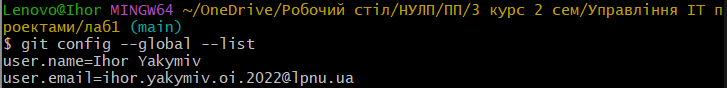 Lenovo@Ihor MINGW64 ~/OneDrive/Робочий стіл/НУЛП/ПП/3 курс 2 сем/Управління ІТ п
роектами/лаб1 (main)
$ git config --global --list
user.name=Ihor Yakymiv
user.email=ihor.yakymiv.oi.2022@lpnu.ua